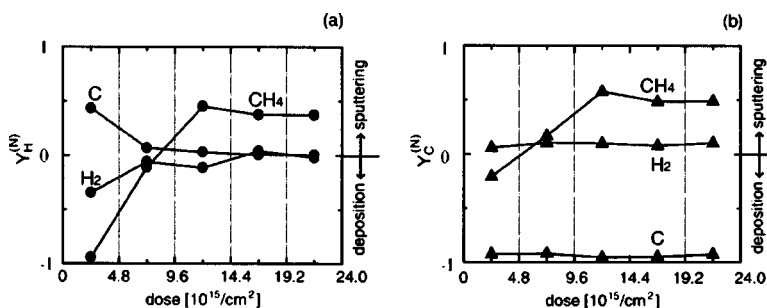 (a)
1
C
CH4
Y_H^(N)
0
H2
-1
0 4.8 9.6 14.4 19.2 24.0
dose [10^15/cm^2]
deposition ←→ sputtering
(b)
1
CH4
Y_C^(N)
0
H2
C
-1
0 4.8 9.6 14.4 19.2 24.0
dose [10^15/cm^2]
deposition ←→ sputtering